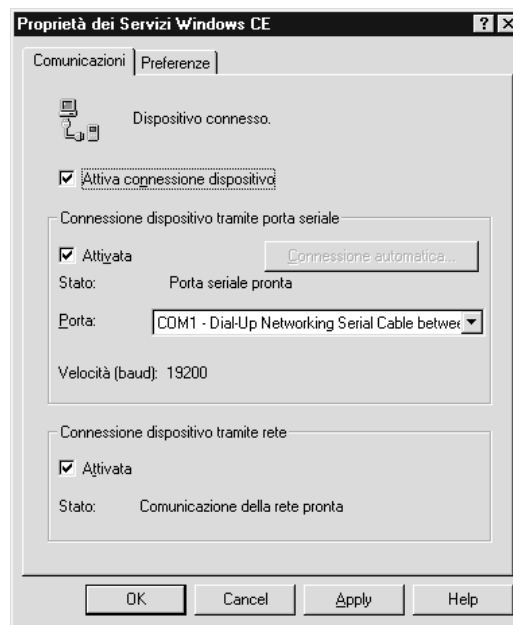 Proprietà dei Servizi Windows CE
Comunicazioni Preferenze
Dispositivo connesso.
Attiva connessione dispositivo
Connessione dispositivo tramite porta seriale
Attivata Connessione automatica...
Stato: Porta seriale pronta
Porta: COM1 - Dial-Up Networking Serial Cable betwee
Velocità (baud): 19200
Connessione dispositivo tramite rete
Attivata
Stato: Comunicazione della rete pronta
OK Cancel Apply Help